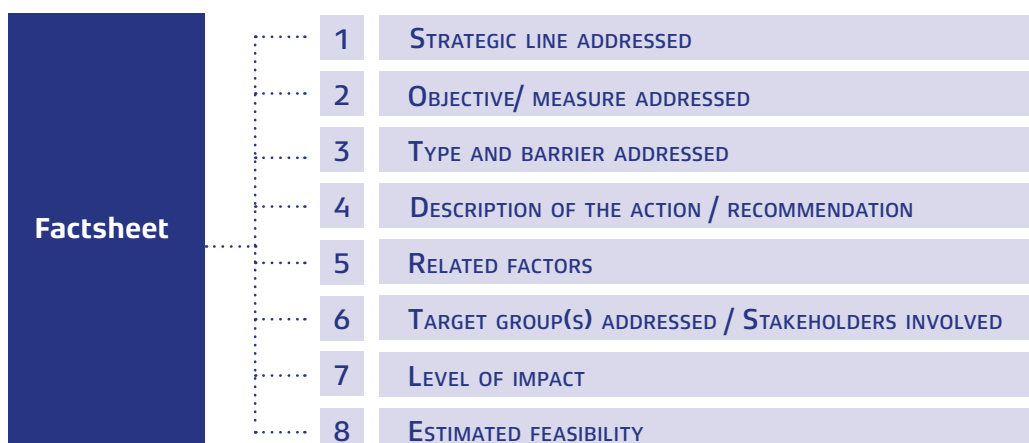 Factsheet
1 Strategic line addressed
2 Objective/ measure addressed
3 Type and barrier addressed
4 Description of the action / recommendation
5 Related factors
6 Target group(s) addressed / Stakeholders involved
7 Level of impact
8 Estimated feasibility